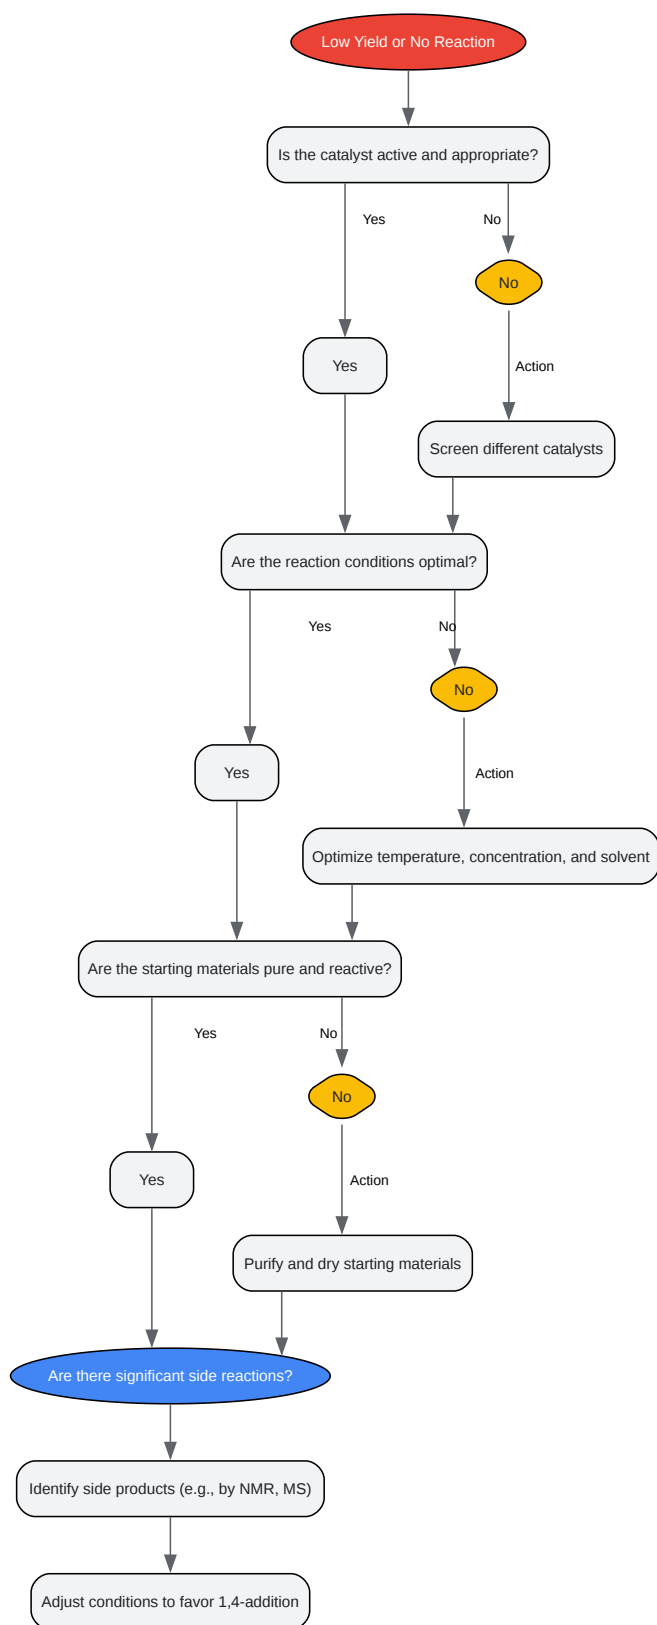 Low Yield or No Reaction
Is the catalyst active and appropriate?
Yes
No
No
Yes
Action
Screen different catalysts
Are the reaction conditions optimal?
Yes
No
No
Yes
Action
Optimize temperature, concentration, and solvent
Are the starting materials pure and reactive?
Yes
No
No
Yes
Action
Purify and dry starting materials
Are there significant side reactions?
Identify side products (e.g., by NMR, MS)
Adjust conditions to favor 1,4-addition